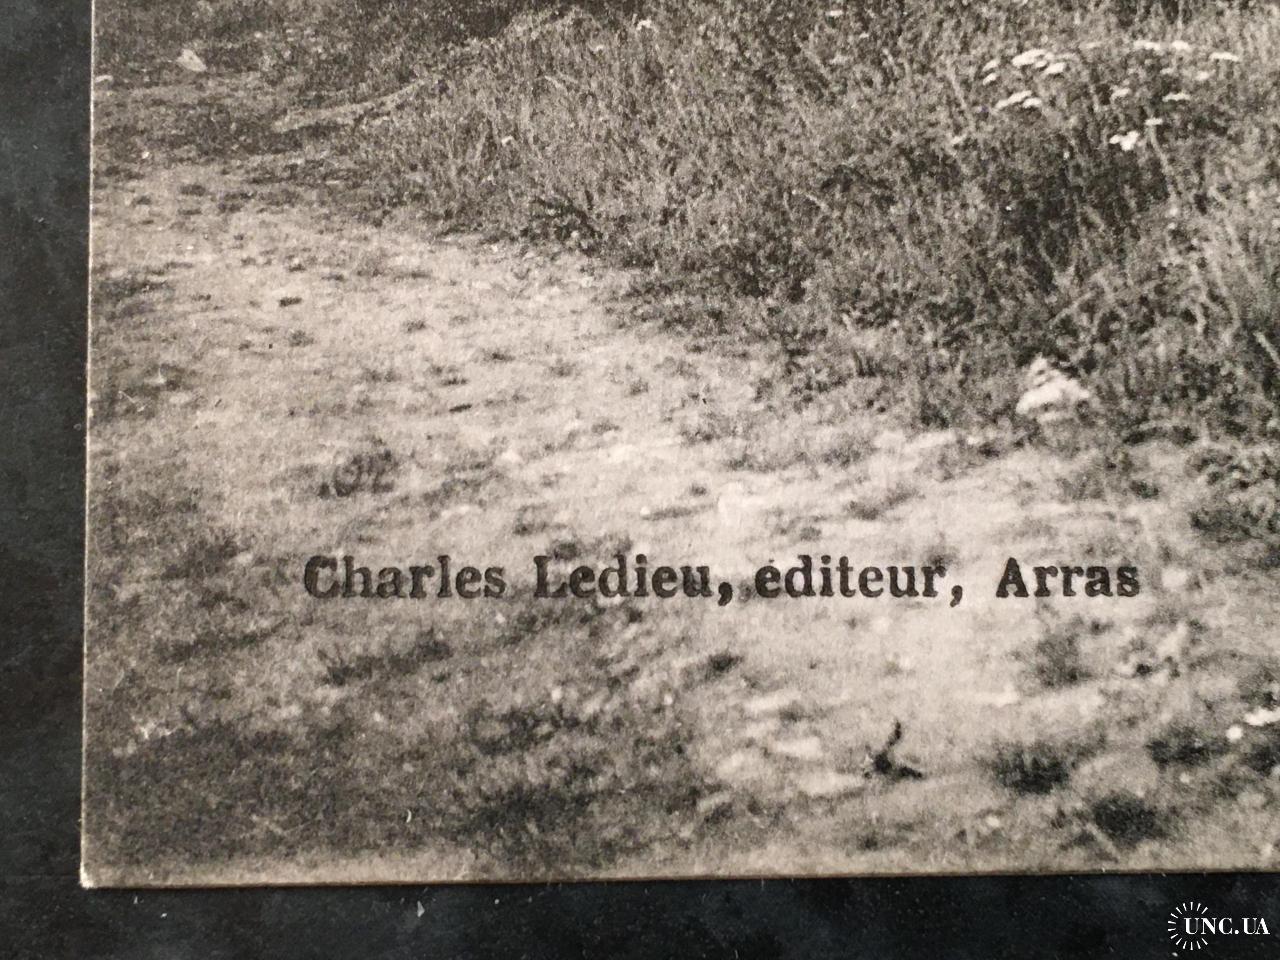 Charles Ledieu, éditeur, Arras
UNC.UA